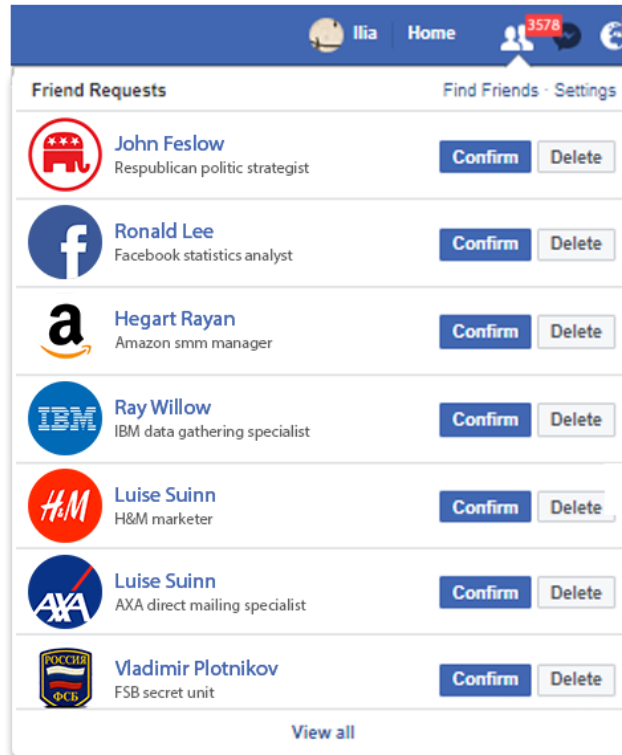 Ilia Home 3578
Friend Requests Find Friends · Settings
John Feslow
Respublican politic strategist
Confirm Delete
f
Ronald Lee
Facebook statistics analyst
Confirm Delete
a
Hegart Rayan
Amazon smm manager
Confirm Delete
IBM
Ray Willow
IBM data gathering specialist
Confirm Delete
H&M
Luise Suinn
H&M marketer
Confirm Delete
AXA
Luise Suinn
AXA direct mailing specialist
Confirm Delete
РОССИЯ
ФСБ
Vladimir Plotnikov
FSB secret unit
Confirm Delete
View all